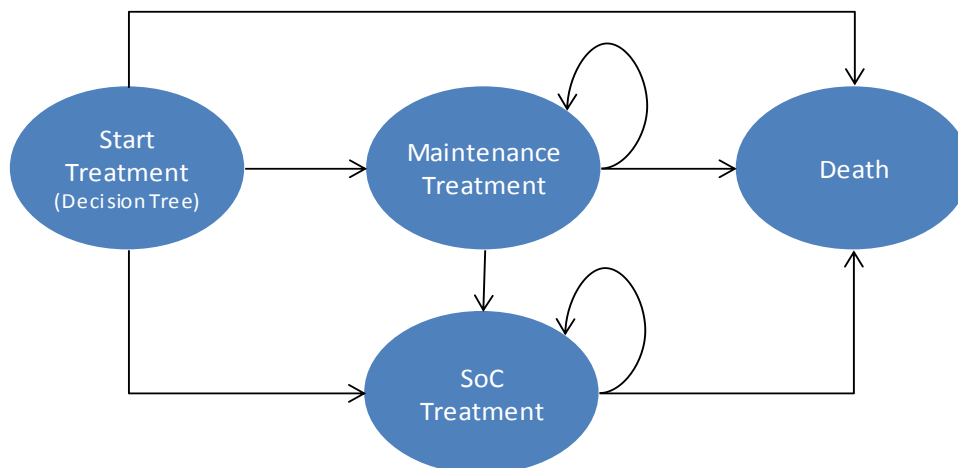 Start
Treatment
(Decision Tree)
Maintenance
Treatment
Death
SoC
Treatment